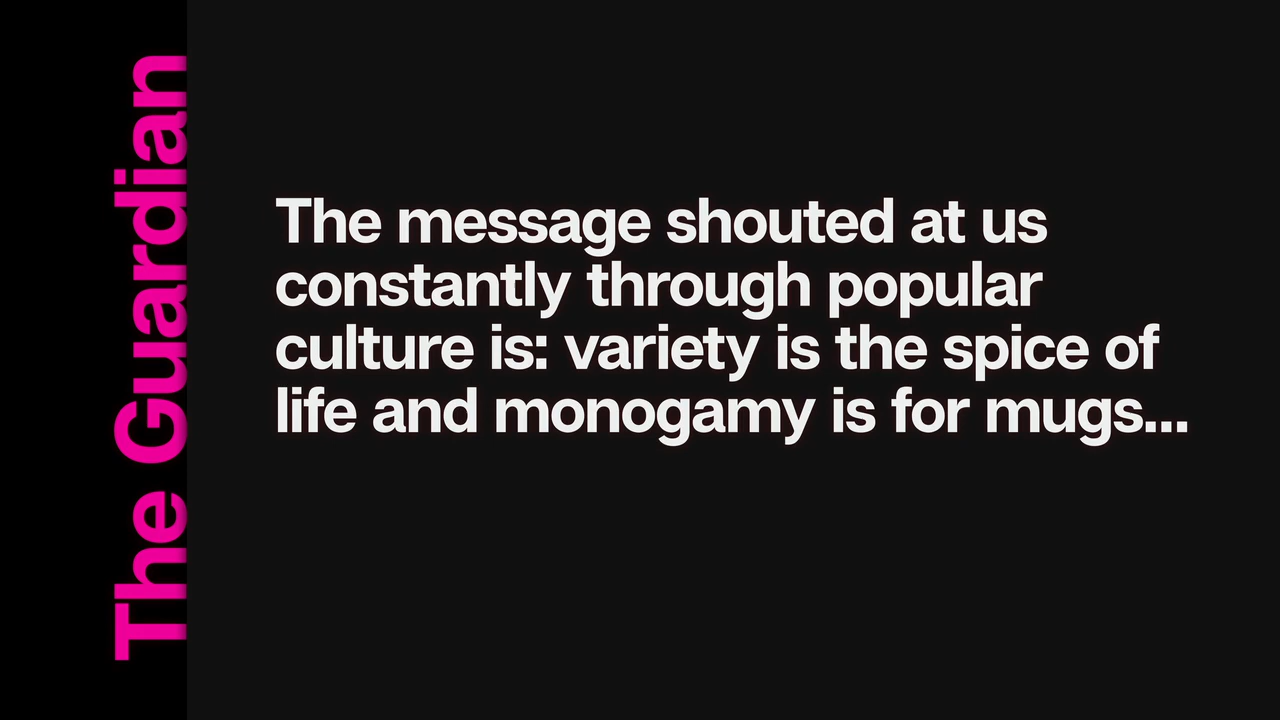 The Guardian
The message shouted at us
constantly through popular
culture is: variety is the spice of
life and monogamy is for mugs...